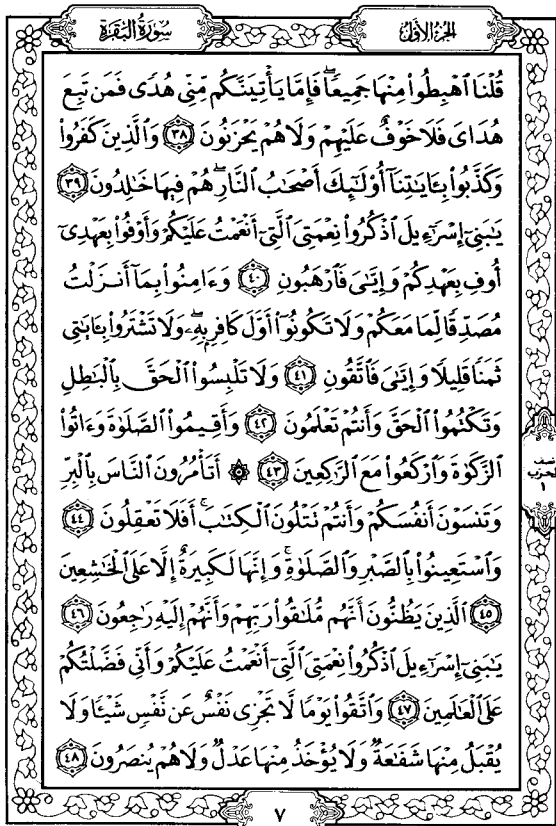 سُورَةُ البَقَرَةِ الجُزْءُ الأَوَّلُ
قُلْنَا ٱهْبِطُوا۟ مِنْهَا جَمِيعًاۖ فَإِمَّا يَأْتِيَنَّكُم مِّنِّى هُدًى فَمَن تَبِعَ
هُدَاىَ فَلَا خَوْفٌ عَلَيْهِمْ وَلَا هُمْ يَحْزَنُونَ ٣٨ وَٱلَّذِينَ كَفَرُوا۟
وَكَذَّبُوا۟ بِـَٔايَـٰتِنَآ أُو۟لَـٰٓئِكَ أَصْحَـٰبُ ٱلنَّارِۖ هُمْ فِيهَا خَـٰلِدُونَ ٣٩
يَـٰبَنِىٓ إِسْرَٰٓءِيلَ ٱذْكُرُوا۟ نِعْمَتِىَ ٱلَّتِىٓ أَنْعَمْتُ عَلَيْكُمْ وَأَوْفُوا۟ بِعَهْدِىٓ
أُوفِ بِعَهْدِكُمْ وَإِيَّـٰىَ فَٱرْهَبُونِ ٤٠ وَءَامِنُوا۟ بِمَآ أَنزَلْتُ
مُصَدِّقًا لِّمَا مَعَكُمْ وَلَا تَكُونُوٓا۟ أَوَّلَ كَافِرٍۭ بِهِۦۖ وَلَا تَشْتَرُوا۟ بِـَٔايَـٰتِى
ثَمَنًا قَلِيلًا وَإِيَّـٰىَ فَٱتَّقُونِ ٤١ وَلَا تَلْبِسُوا۟ ٱلْحَقَّ بِٱلْبَـٰطِلِ
وَتَكْتُمُوا۟ ٱلْحَقَّ وَأَنتُمْ تَعْلَمُونَ ٤٢ وَأَقِيمُوا۟ ٱلصَّلَوٰةَ وَءَاتُوا۟
ٱلزَّكَوٰةَ وَٱرْكَعُوا۟ مَعَ ٱلرَّٰكِعِينَ ٤٣ ۞ أَتَأْمُرُونَ ٱلنَّاسَ بِٱلْبِرِّ
نصف
الحزب
١
وَتَنسَوْنَ أَنفُسَكُمْ وَأَنتُمْ تَتْلُونَ ٱلْكِتَـٰبَۚ أَفَلَا تَعْقِلُونَ ٤٤
وَٱسْتَعِينُوا۟ بِٱلصَّبْرِ وَٱلصَّلَوٰةِۚ وَإِنَّهَا لَكَبِيرَةٌ إِلَّا عَلَى ٱلْخَـٰشِعِينَ
٤٥ ٱلَّذِينَ يَظُنُّونَ أَنَّهُم مُّلَـٰقُوا۟ رَبِّهِمْ وَأَنَّهُمْ إِلَيْهِ رَٰجِعُونَ ٤٦
يَـٰبَنِىٓ إِسْرَٰٓءِيلَ ٱذْكُرُوا۟ نِعْمَتِىَ ٱلَّتِىٓ أَنْعَمْتُ عَلَيْكُمْ وَأَنِّى فَضَّلْتُكُمْ
عَلَى ٱلْعَـٰلَمِينَ ٤٧ وَٱتَّقُوا۟ يَوْمًا لَّا تَجْزِى نَفْسٌ عَن نَّفْسٍ شَيْـًٔا وَلَا
يُقْبَلُ مِنْهَا شَفَـٰعَةٌ وَلَا يُؤْخَذُ مِنْهَا عَدْلٌ وَلَا هُمْ يُنصَرُونَ ٤٨
٧